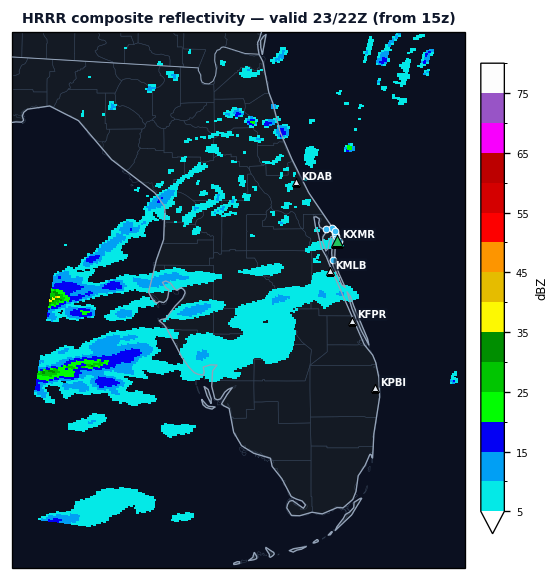 HRRR composite reflectivity — valid 23/22Z (from 15z)
KDAB
KXMR
KMLB
KFPR
KPBI
75
65
55
45
35
25
15
5
dBZ